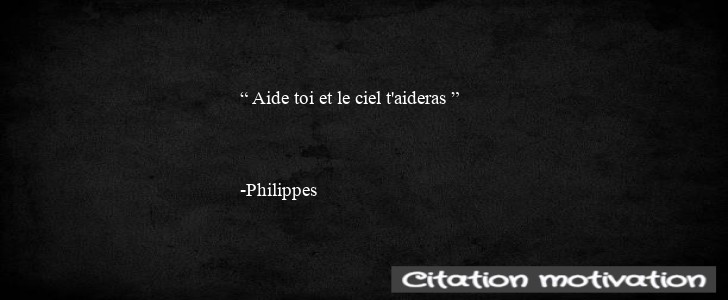 “ Aide toi et le ciel t'aideras ”
-Philippes
Citation motivation